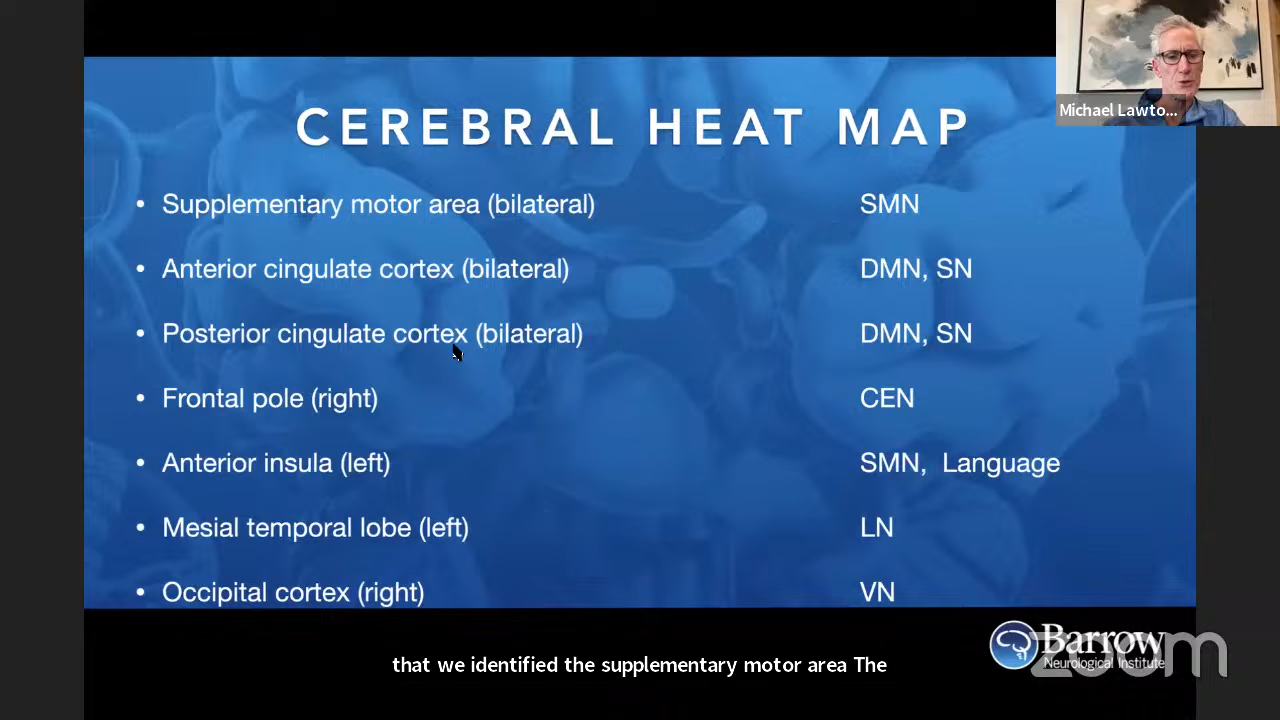 Michael Lawto...
CEREBRAL HEAT MAP
• Supplementary motor area (bilateral) SMN
• Anterior cingulate cortex (bilateral) DMN, SN
• Posterior cingulate cortex (bilateral) DMN, SN
• Frontal pole (right) CEN
• Anterior insula (left) SMN, Language
• Mesial temporal lobe (left) LN
• Occipital cortex (right) VN
that we identified the supplementary motor area The
Barrow
Neurological Institute
zoom